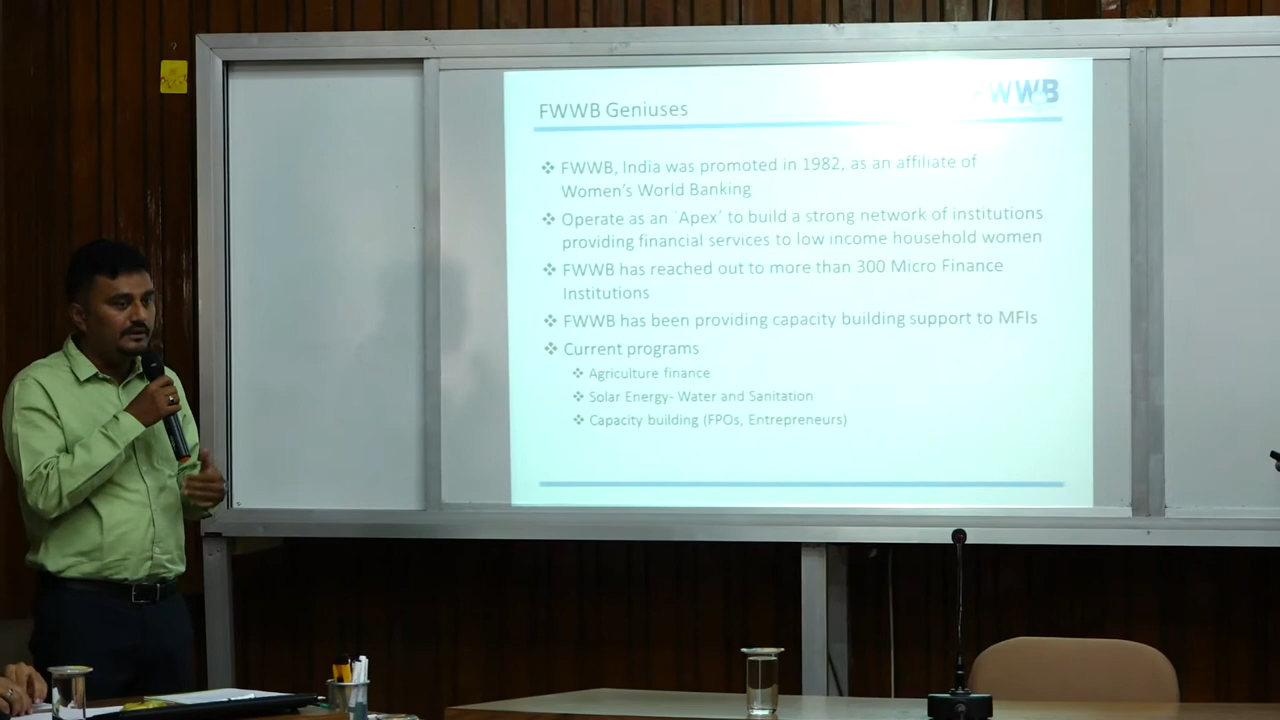 FWWB Geniuses
WWB
❖ FWWB, India was promoted in 1982, as an affiliate of
Women's World Banking
❖ Operate as an `Apex' to build a strong network of institutions
providing financial services to low income household women
❖ FWWB has reached out to more than 300 Micro Finance
Institutions
❖ FWWB has been providing capacity building support to MFIs
❖ Current programs
❖ Agriculture finance
❖ Solar Energy- Water and Sanitation
❖ Capacity building (FPOs, Entrepreneurs)